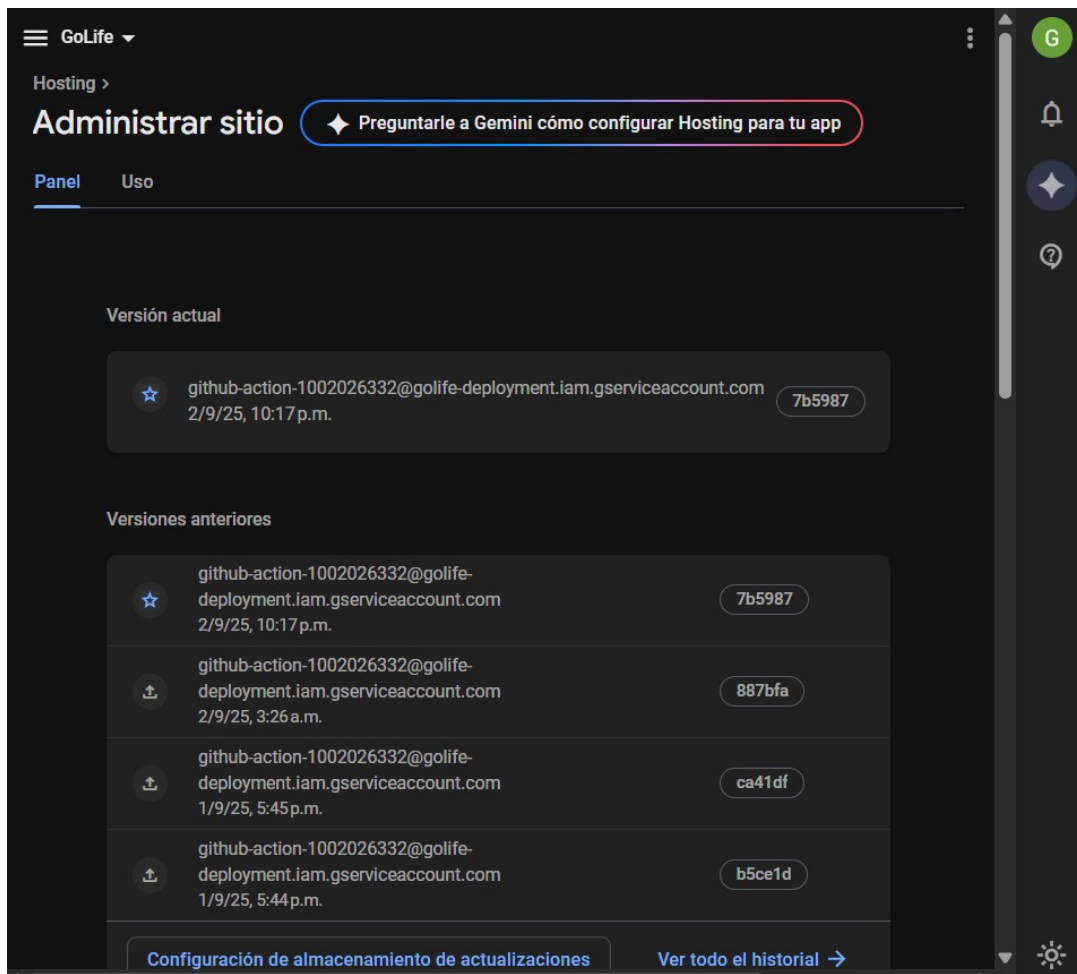 GoLife
G
Hosting >
Administrar sitio
Preguntarle a Gemini cómo configurar Hosting para tu app
Panel
Uso
Versión actual
github-action-1002026332@golife-deployment.iam.gserviceaccount.com
2/9/25, 10:17 p.m.
7b5987
Versiones anteriores
github-action-1002026332@golife-
deployment.iam.gserviceaccount.com
2/9/25, 10:17 p.m.
7b5987
github-action-1002026332@golife-
deployment.iam.gserviceaccount.com
2/9/25, 3:26 a.m.
887bfa
github-action-1002026332@golife-
deployment.iam.gserviceaccount.com
1/9/25, 5:45 p.m.
ca41df
github-action-1002026332@golife-
deployment.iam.gserviceaccount.com
1/9/25, 5:44 p.m.
b5ce1d
Configuración de almacenamiento de actualizaciones
Ver todo el historial →